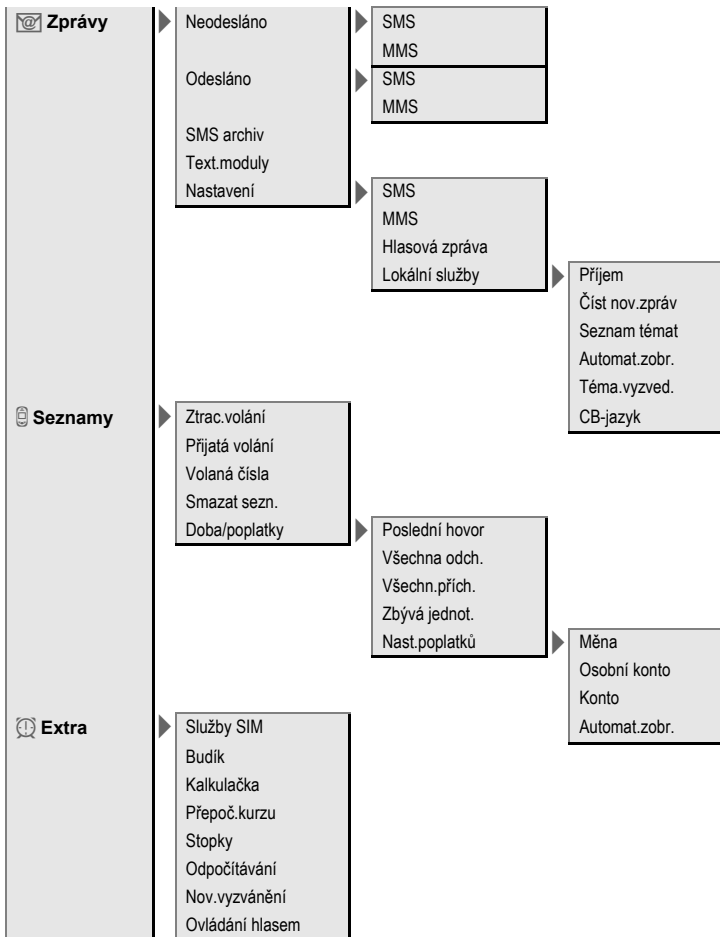 Zprávy
Neodesláno
SMS
MMS
Odesláno
SMS
MMS
SMS archiv
Text.moduly
Nastavení
SMS
MMS
Hlasová zpráva
Lokální služby
Příjem
Číst nov.zpráv
Seznam témat
Automat.zobr.
Téma.vyzved.
CB-jazyk
Seznamy
Ztrac.volání
Přijatá volání
Volaná čísla
Smazat sezn.
Doba/poplatky
Poslední hovor
Všechna odch.
Všechn.přích.
Zbývá jednot.
Nast.poplatků
Měna
Osobní konto
Konto
Automat.zobr.
Extra
Služby SIM
Budík
Kalkulačka
Přepoč.kurzu
Stopky
Odpočítávání
Nov.vyzvánění
Ovládání hlasem